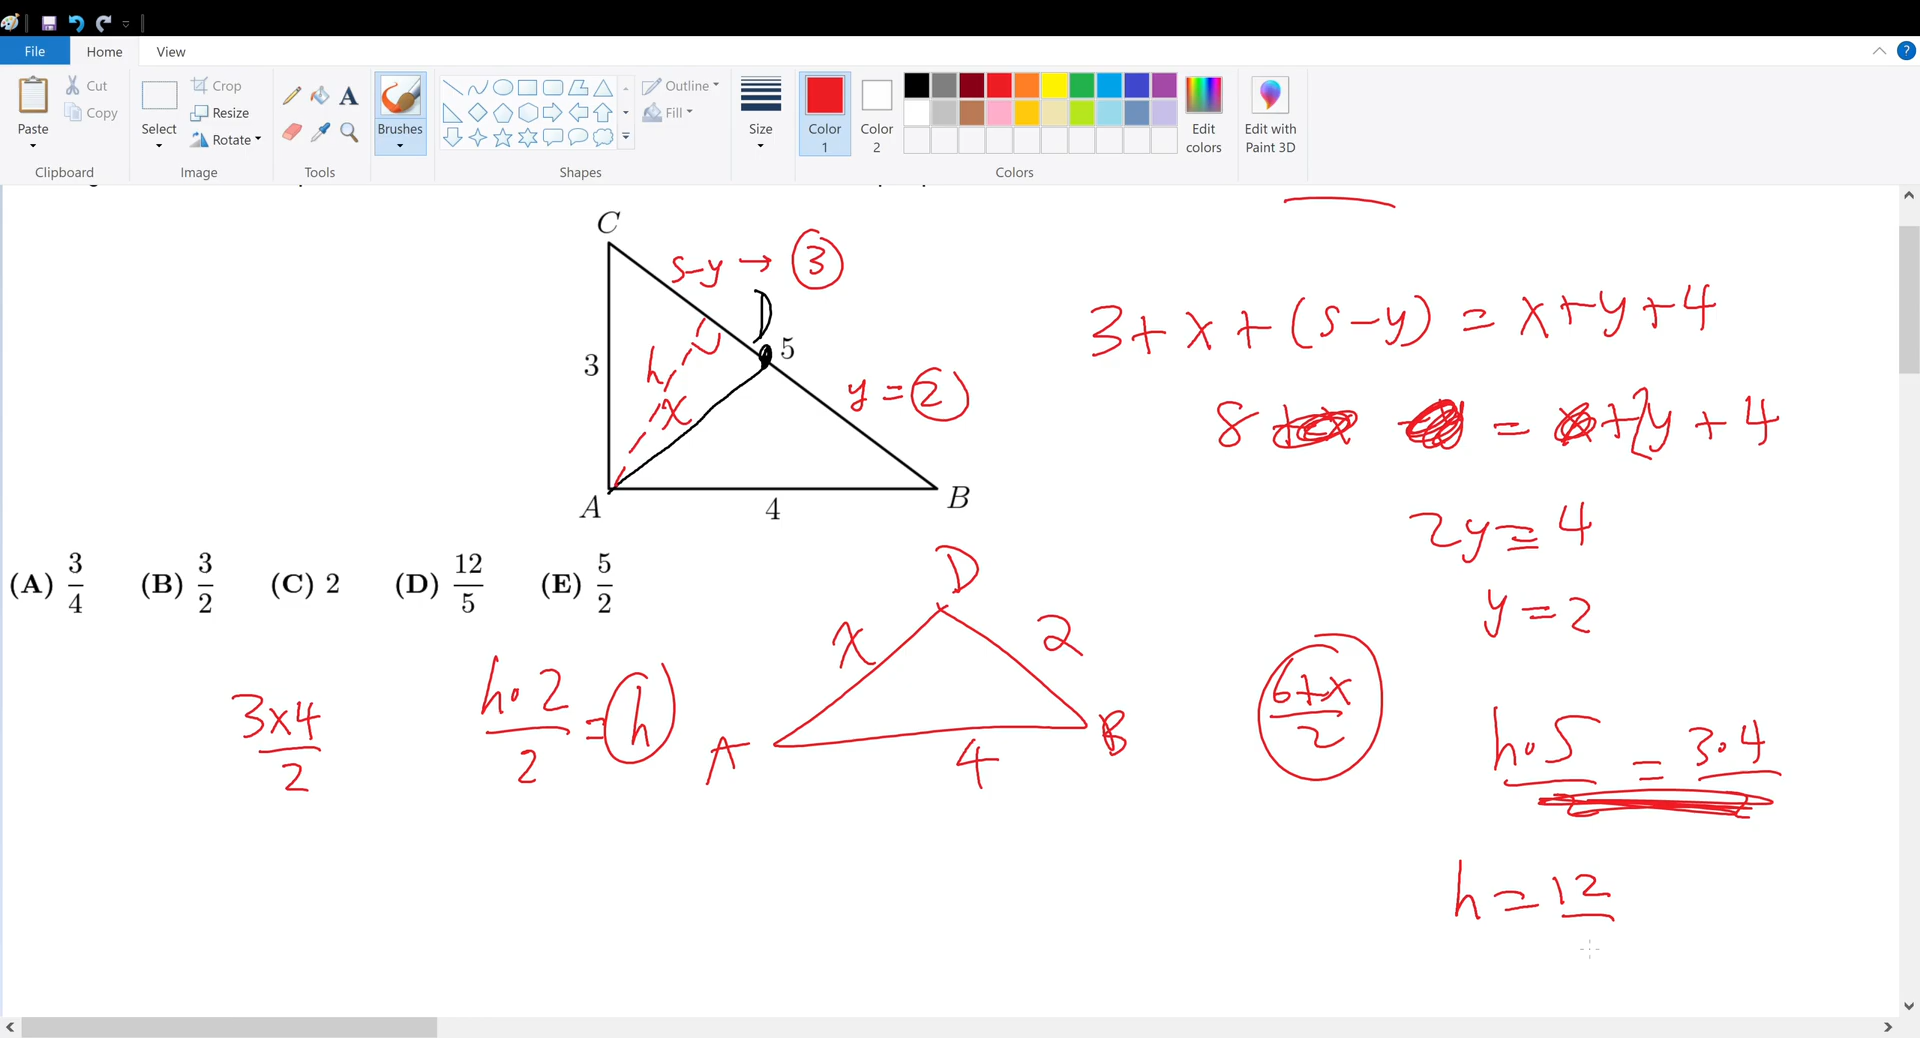 File Home View
Paste Cut Copy Clipboard
Select Crop Resize Rotate Image
A Tools
Brushes
Outline Fill Shapes
Size
Color 1 Color 2 Edit colors Colors
Edit with Paint 3D
?
C
5-y → 3
D
3
h
x
5
y = 2
A
4
B
(A) 3/4 (B) 3/2 (C) 2 (D) 12/5 (E) 5/2
3x4/2
h·2/2 = h
D
x
2
A
4
B
3+x+(5-y) = x+y+4
8 = +2y+4
2y=4
y=2
6+x/2
h·5 = 3·4
h=12